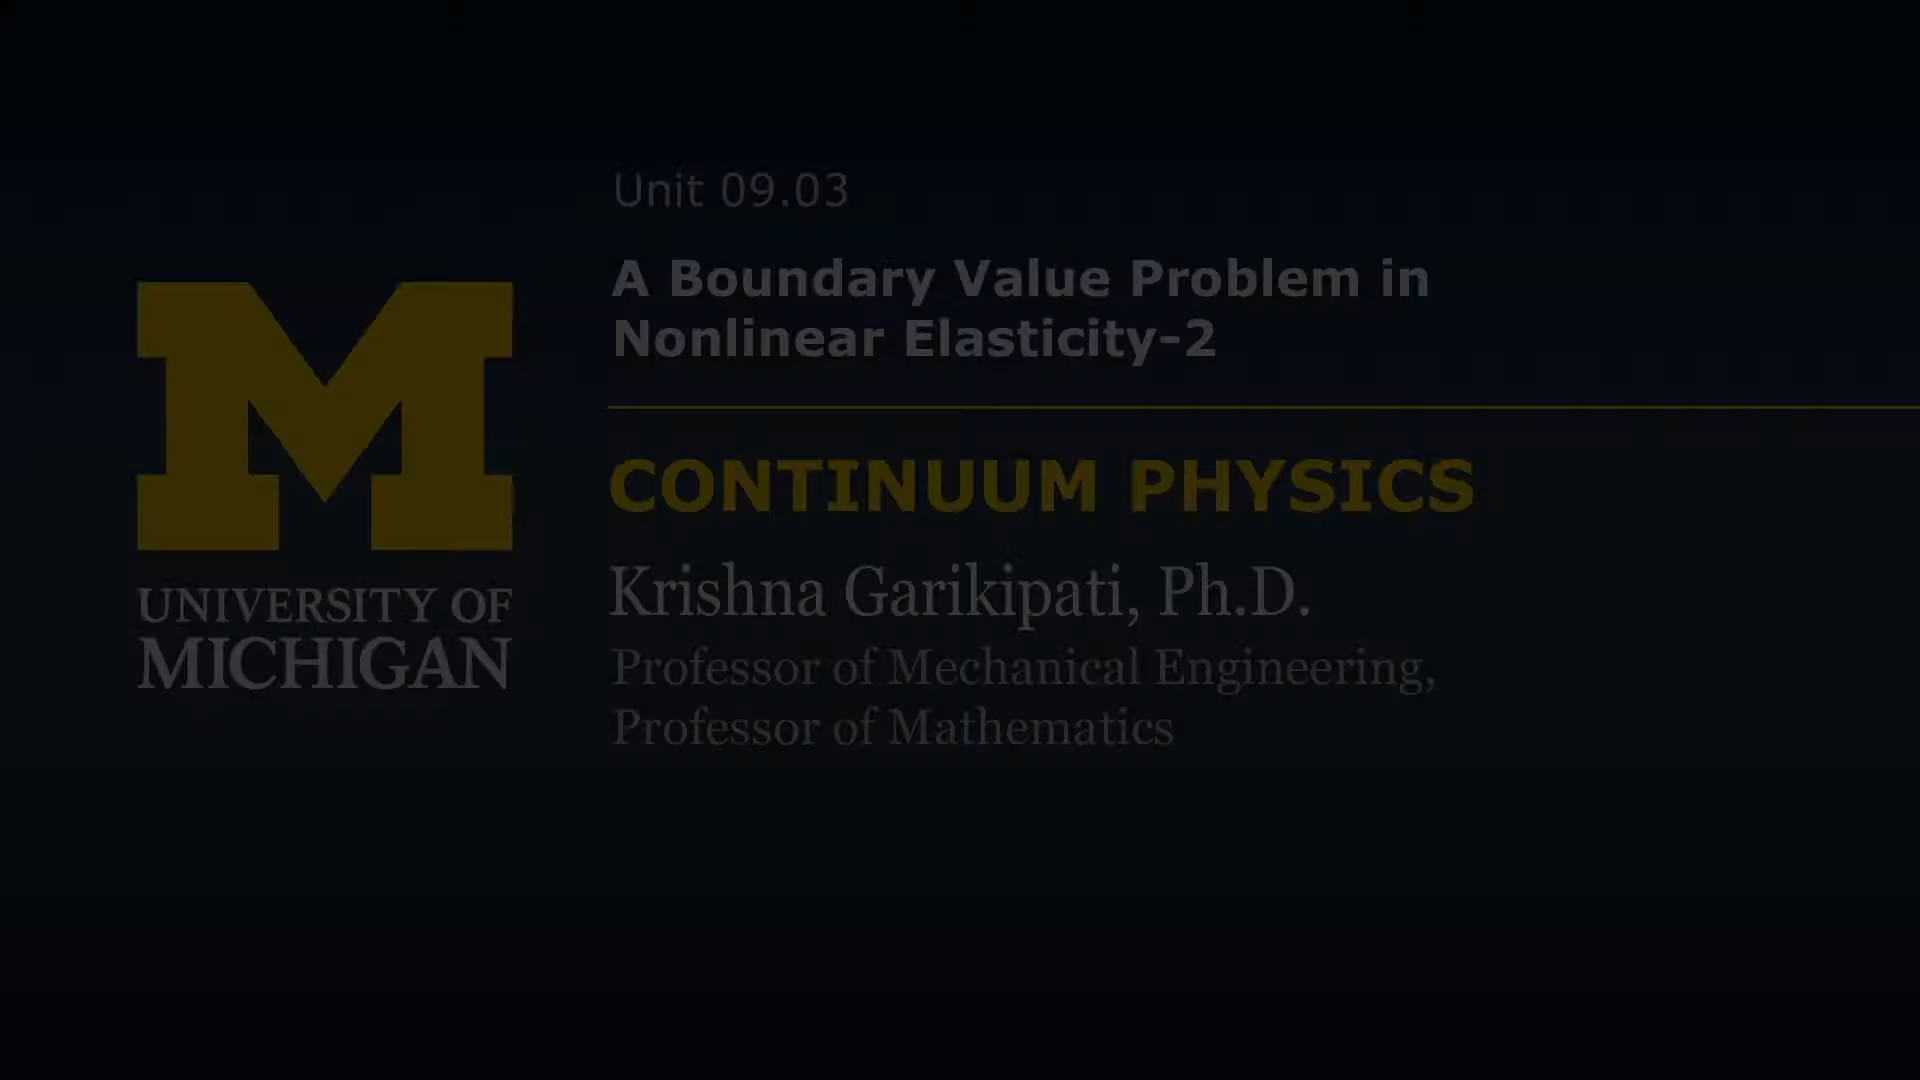 Unit 09.03
A Boundary Value Problem in
Nonlinear Elasticity-2
CONTINUUM PHYSICS
Krishna Garikipati, Ph.D.
Professor of Mechanical Engineering,
Professor of Mathematics
UNIVERSITY OF
MICHIGAN